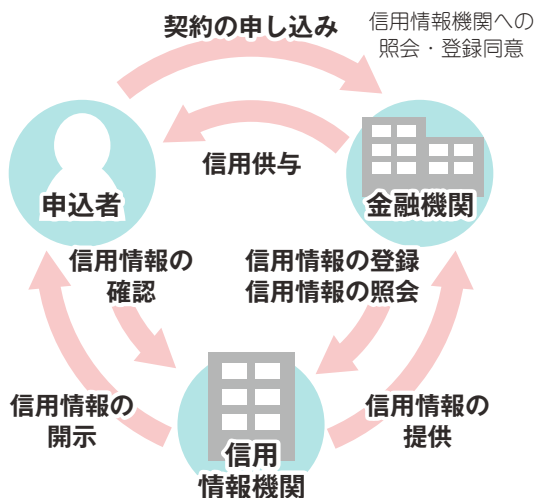 契約の申し込み
信用情報機関への
照会・登録同意
信用供与
申込者
金融機関
信用情報の
確認
信用情報の登録
信用情報の照会
信用情報の
開示
信用情報の
提供
信用
情報機関